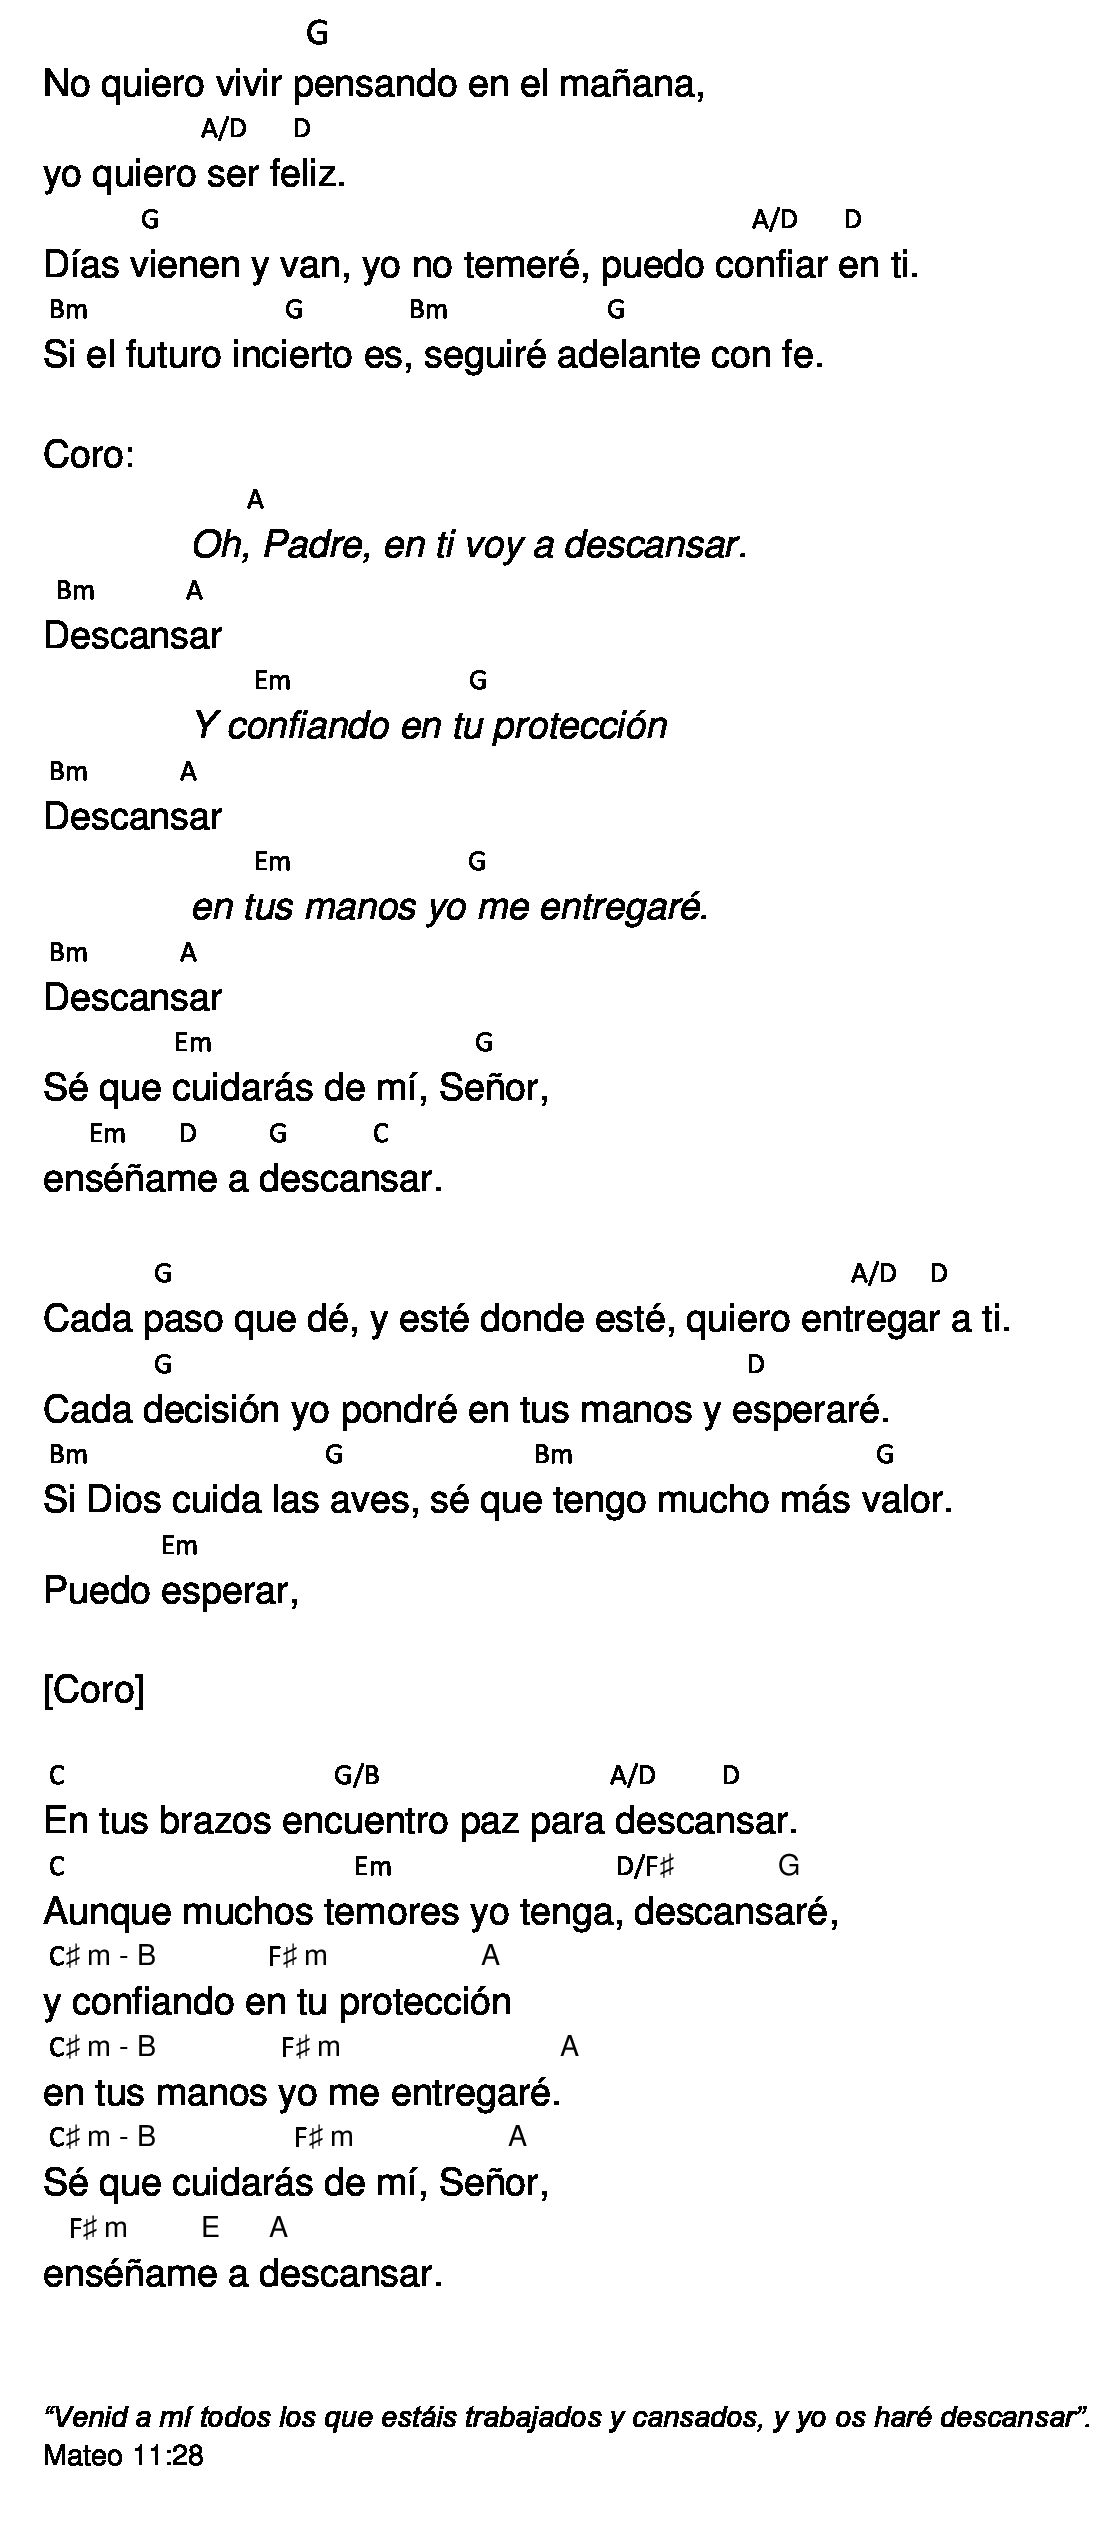 G
No quiero vivir pensando en el mañana,
A/D D
yo quiero ser feliz.
G A/D D
Días vienen y van, yo no temeré, puedo confiar en ti.
Bm G Bm G
Si el futuro incierto es, seguiré adelante con fe.
Coro:
A
Oh, Padre, en ti voy a descansar.
Bm A
Descansar
Em G
Y confiando en tu protección
Bm A
Descansar
Em G
en tus manos yo me entregaré.
Bm A
Descansar
Em G
Sé que cuidarás de mí, Señor,
Em D G C
enséñame a descansar.
G A/D D
Cada paso que dé, y esté donde esté, quiero entregar a ti.
G D
Cada decisión yo pondré en tus manos y esperaré.
Bm G Bm G
Si Dios cuida las aves, sé que tengo mucho más valor.
Em
Puedo esperar,
[Coro]
C G/B A/D D
En tus brazos encuentro paz para descansar.
C Em D/F♯ G
Aunque muchos temores yo tenga, descansaré,
C♯ m - B F♯ m A
y confiando en tu protección
C♯ m - B F♯ m A
en tus manos yo me entregaré.
C♯ m - B F♯ m A
Sé que cuidarás de mí, Señor,
F♯ m E A
enséñame a descansar.
“Venid a mí todos los que estáis trabajados y cansados, y yo os haré descansar”.
Mateo 11:28